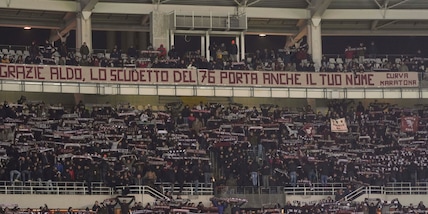 GRAZIE ALDO, LO SCUDETTO DEL 76 PORTA ANCHE IL TUO NOME
CURVA
MARATONA